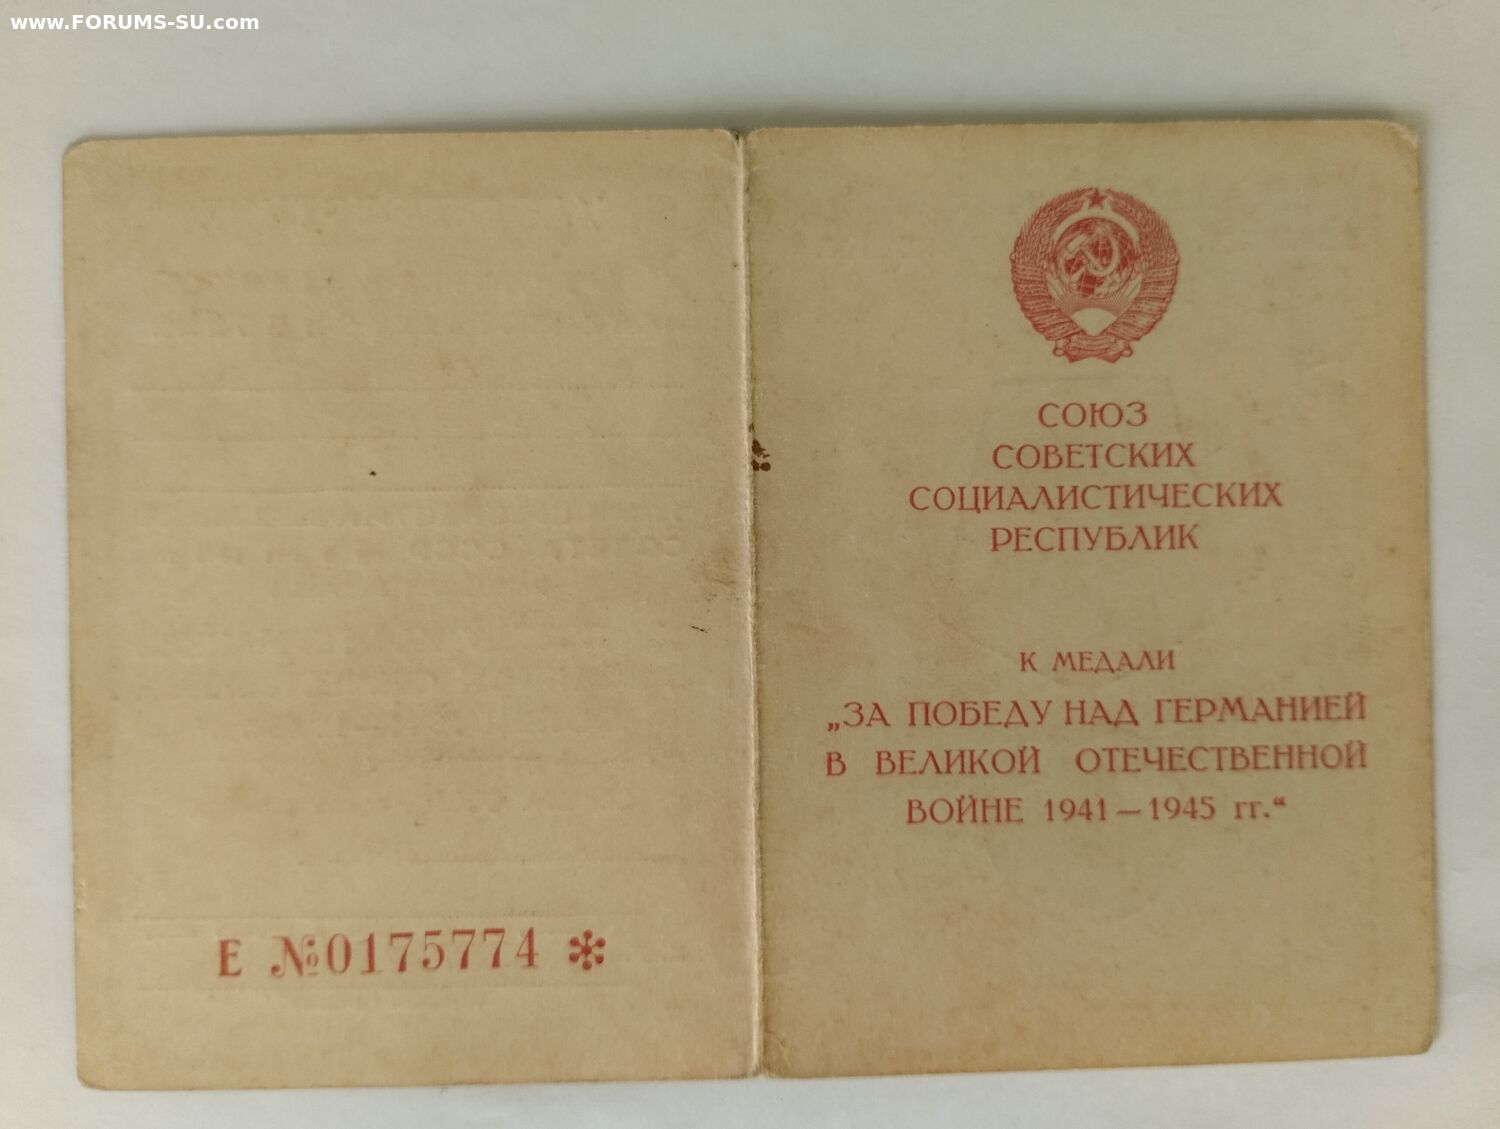 www.FORUMS-SU.com
Е №0175774 *
СОЮЗ
СОВЕТСКИХ
СОЦИАЛИСТИЧЕСКИХ
РЕСПУБЛИК
К МЕДАЛИ
„ЗА ПОБЕДУ НАД ГЕРМАНИЕЙ
В ВЕЛИКОЙ ОТЕЧЕСТВЕННОЙ
ВОЙНЕ 1941 — 1945 гг.“